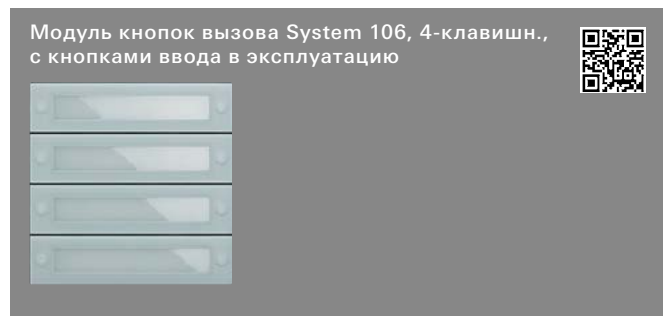 Модуль кнопок вызова System 106, 4-клавишн.,
с кнопками ввода в эксплуатацию